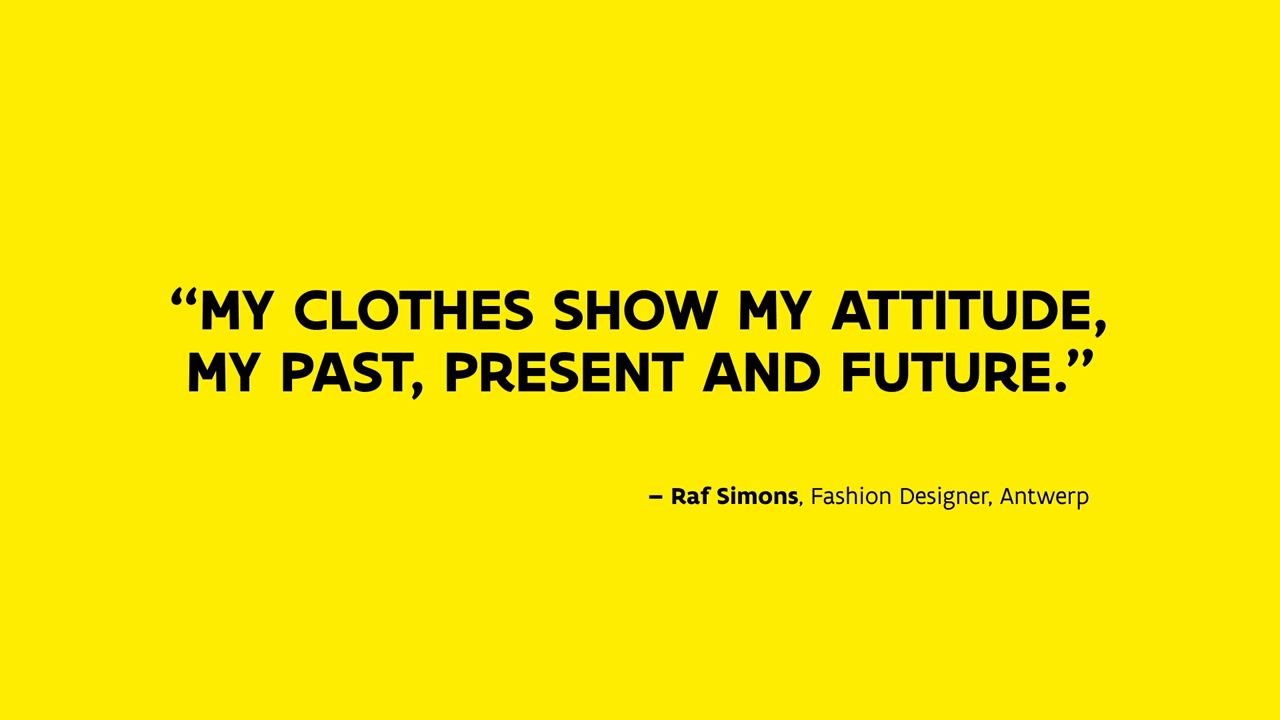 “MY CLOTHES SHOW MY ATTITUDE,
MY PAST, PRESENT AND FUTURE.”
– Raf Simons, Fashion Designer, Antwerp